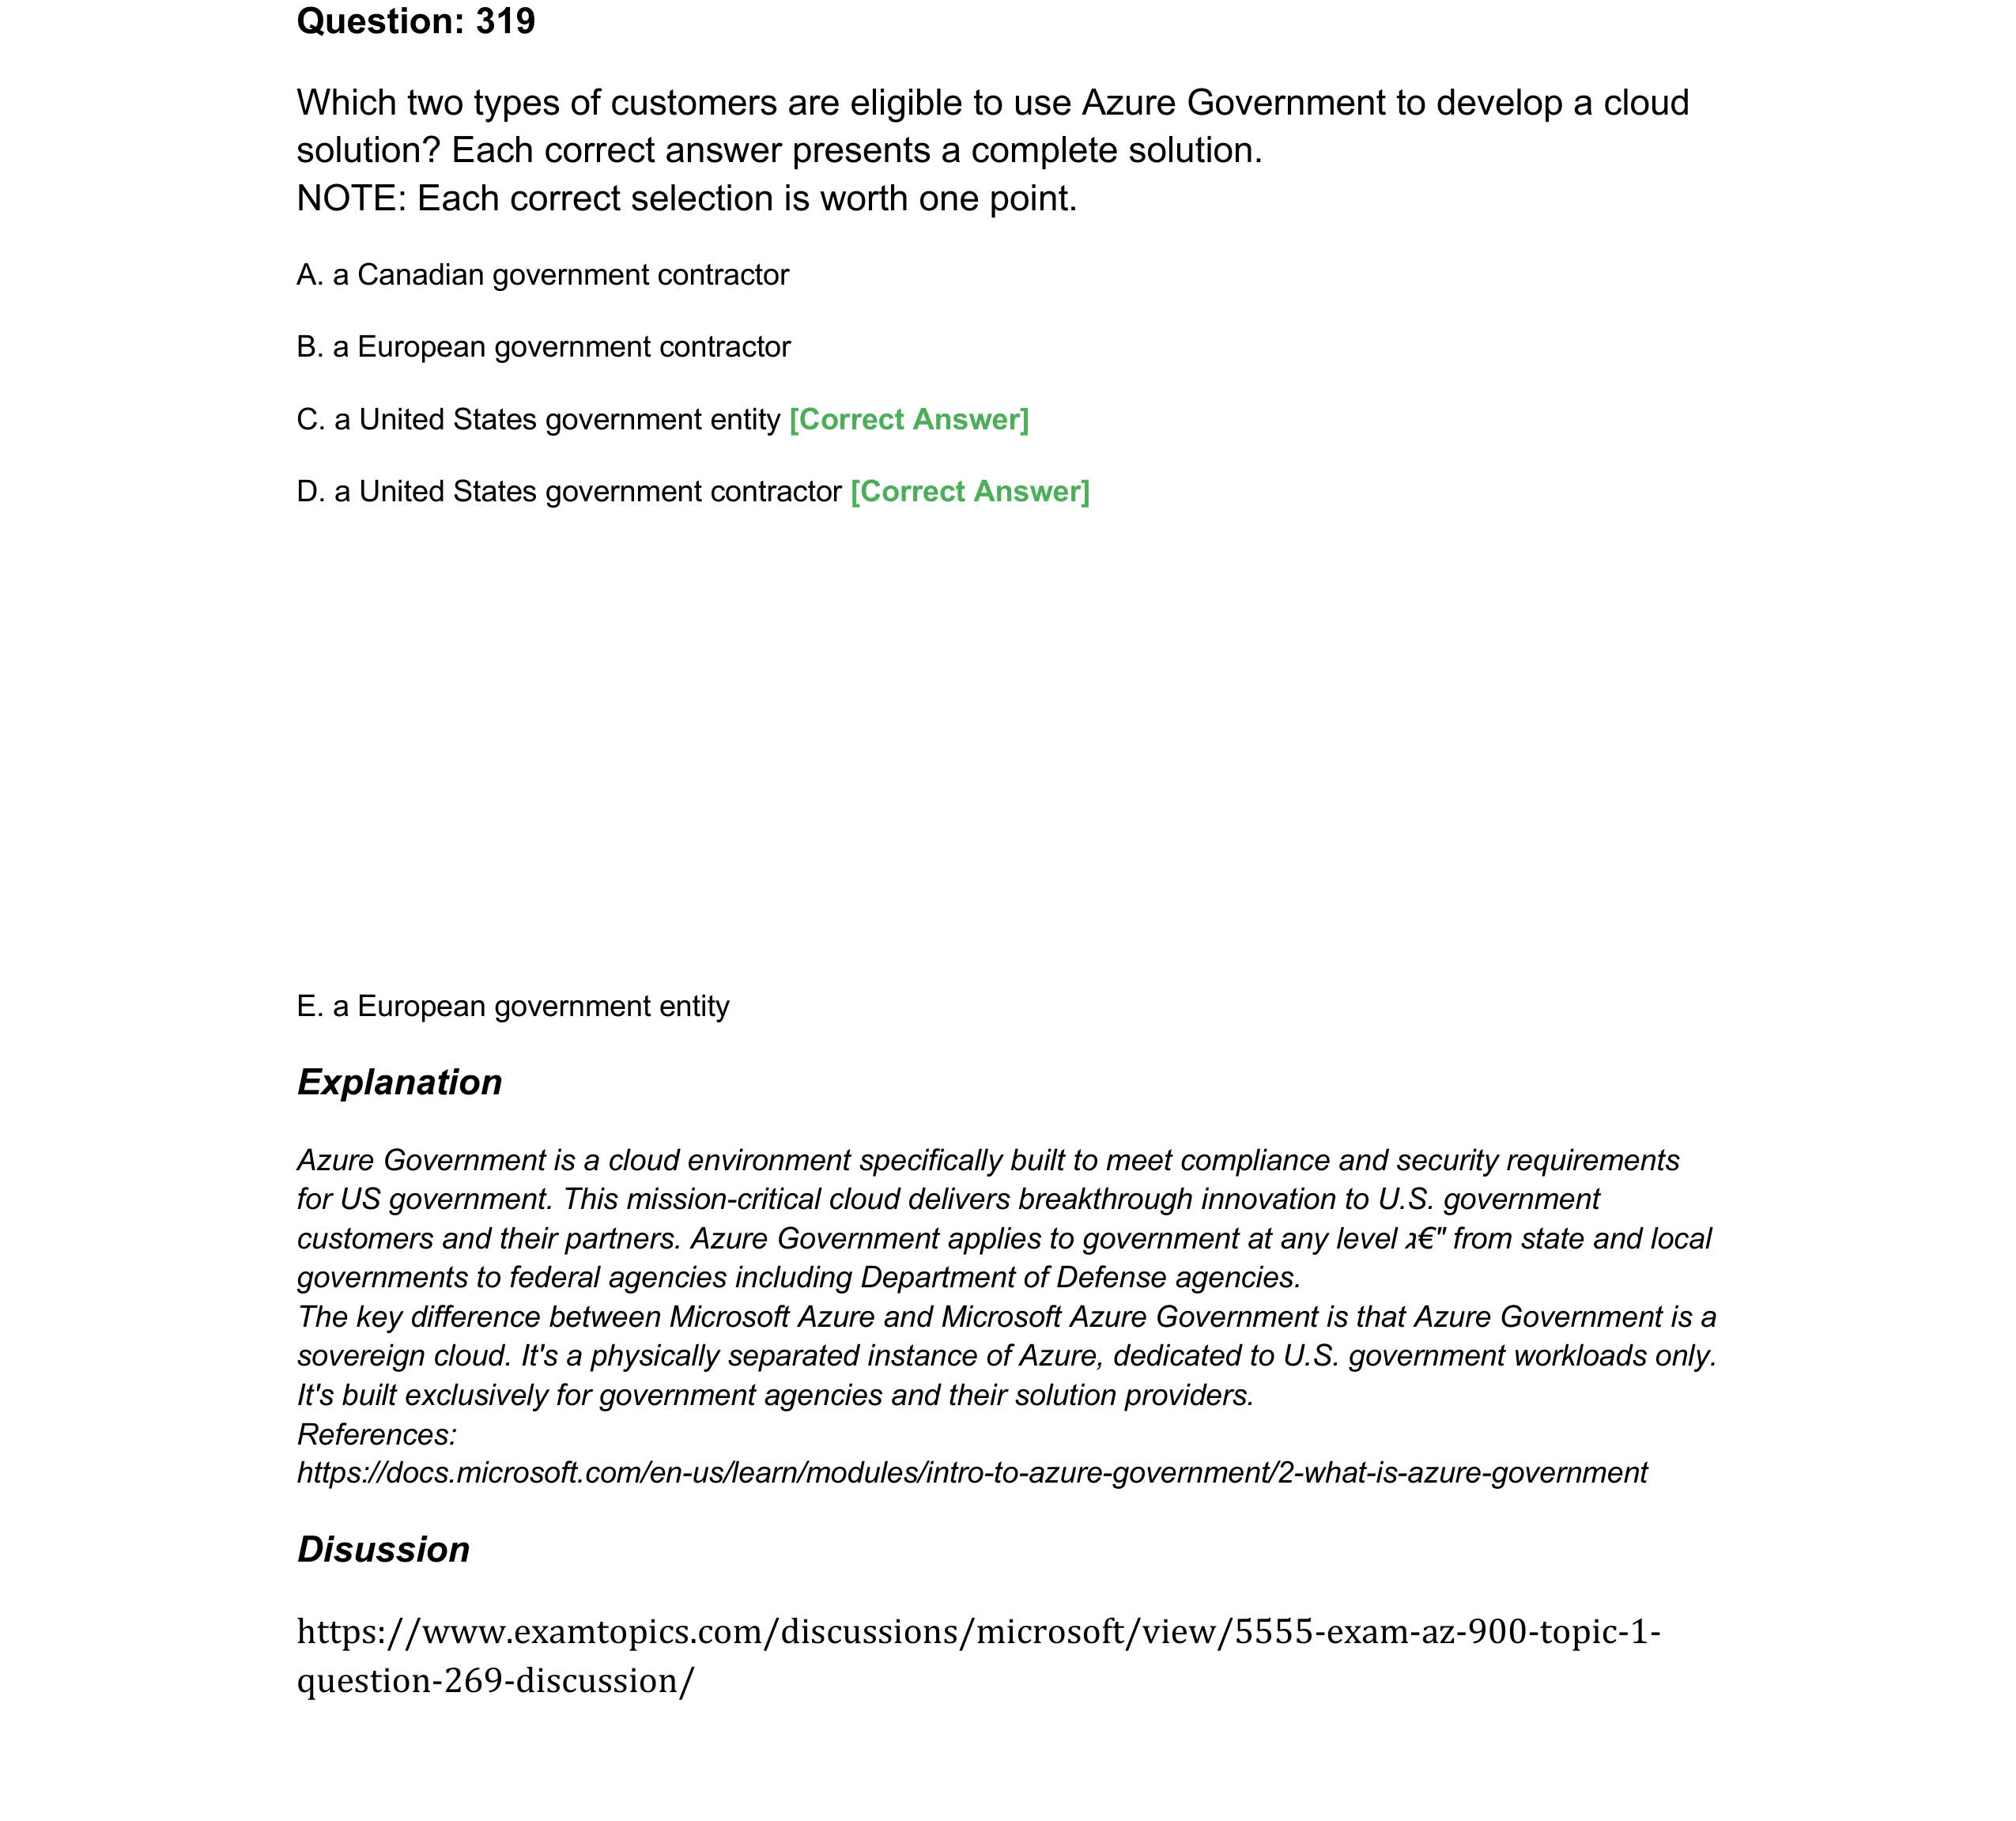 Question: 319
Which two types of customers are eligible to use Azure Government to develop a cloud
solution? Each correct answer presents a complete solution.
NOTE: Each correct selection is worth one point.
A. a Canadian government contractor
B. a European government contractor
C. a United States government entity [Correct Answer]
D. a United States government contractor [Correct Answer]
E. a European government entity
Explanation
Azure Government is a cloud environment specifically built to meet compliance and security requirements
for US government. This mission-critical cloud delivers breakthrough innovation to U.S. government
customers and their partners. Azure Government applies to government at any level ג€" from state and local
governments to federal agencies including Department of Defense agencies.
The key difference between Microsoft Azure and Microsoft Azure Government is that Azure Government is a
sovereign cloud. It's a physically separated instance of Azure, dedicated to U.S. government workloads only.
It's built exclusively for government agencies and their solution providers.
References:
https://docs.microsoft.com/en-us/learn/modules/intro-to-azure-government/2-what-is-azure-government
Disussion
https://www.examtopics.com/discussions/microsoft/view/5555-exam-az-900-topic-1-
question-269-discussion/